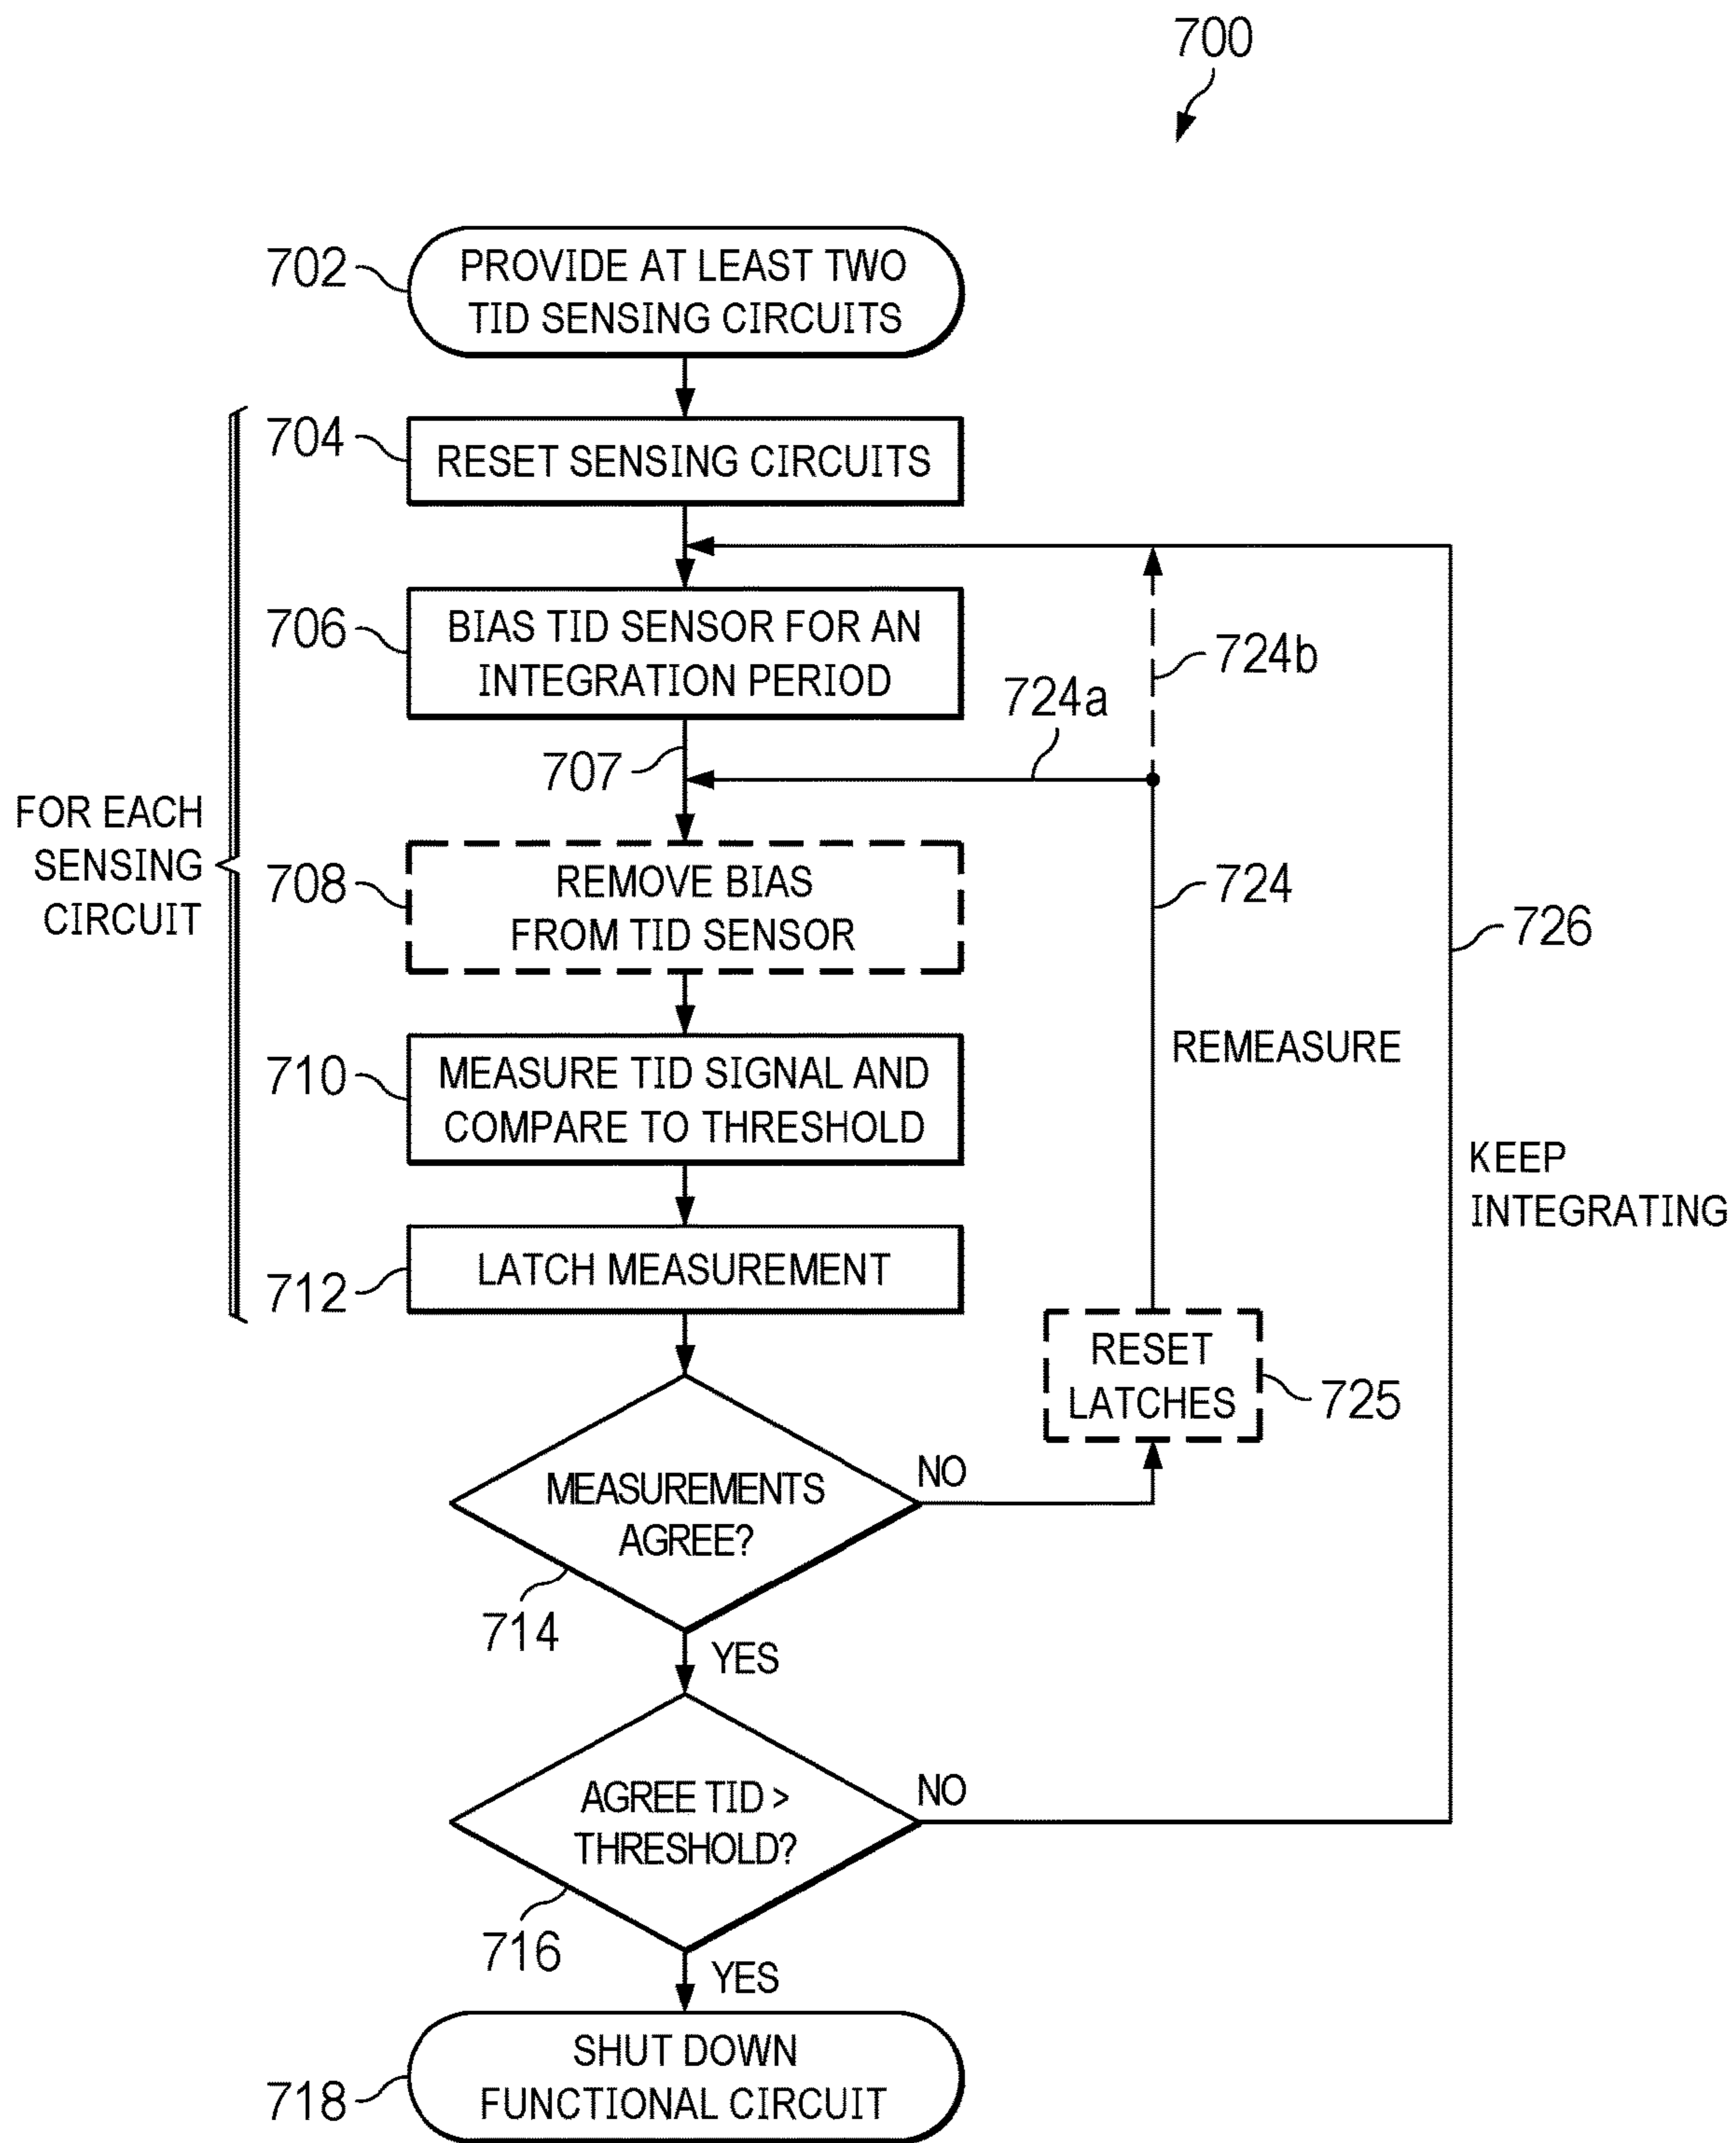 700
702
PROVIDE AT LEAST TWO
TID SENSING CIRCUITS
704
RESET SENSING CIRCUITS
706
BIAS TID SENSOR FOR AN
INTEGRATION PERIOD
724b
724a
707
FOR EACH
SENSING
CIRCUIT
708
REMOVE BIAS
FROM TID SENSOR
724
726
REMEASURE
710
MEASURE TID SIGNAL AND
COMPARE TO THRESHOLD
KEEP
INTEGRATING
712
LATCH MEASUREMENT
RESET
LATCHES
725
MEASUREMENTS
AGREE?
NO
714
YES
AGREE TID >
THRESHOLD?
NO
716
YES
718
SHUT DOWN
FUNCTIONAL CIRCUIT